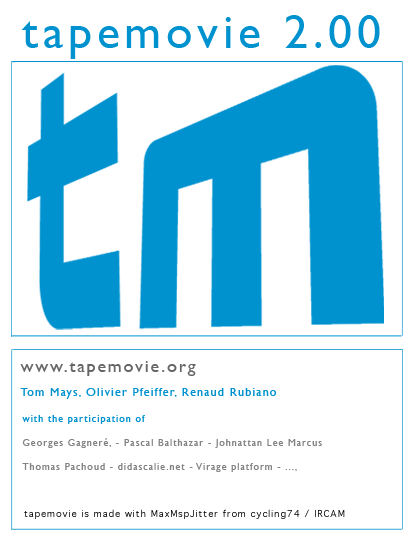 tapemovie 2.00
tm
www.tapemovie.org
Tom Mays, Olivier Pfeiffer, Renaud Rubiano
with the participation of
Georges Gagneré, - Pascal Balthazar - Johnattan Lee Marcus
Thomas Pachoud - didascalie.net - Virage platform - ...,
tapemovie is made with MaxMspJitter from cycling74 / IRCAM